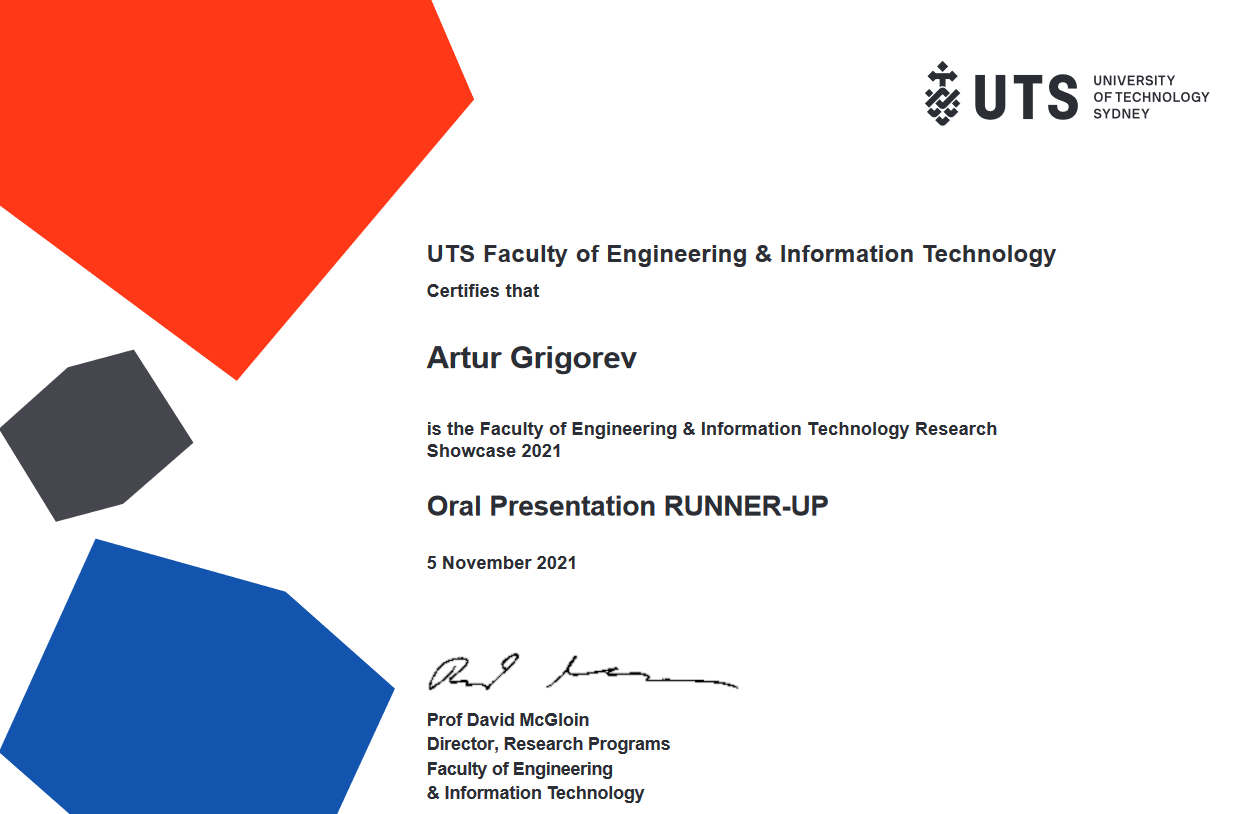 UTS
UNIVERSITY
OF TECHNOLOGY
SYDNEY
UTS Faculty of Engineering & Information Technology
Certifies that
Artur Grigorev
is the Faculty of Engineering & Information Technology Research
Showcase 2021
Oral Presentation RUNNER-UP
5 November 2021
Prof David McGloin
Director, Research Programs
Faculty of Engineering
& Information Technology